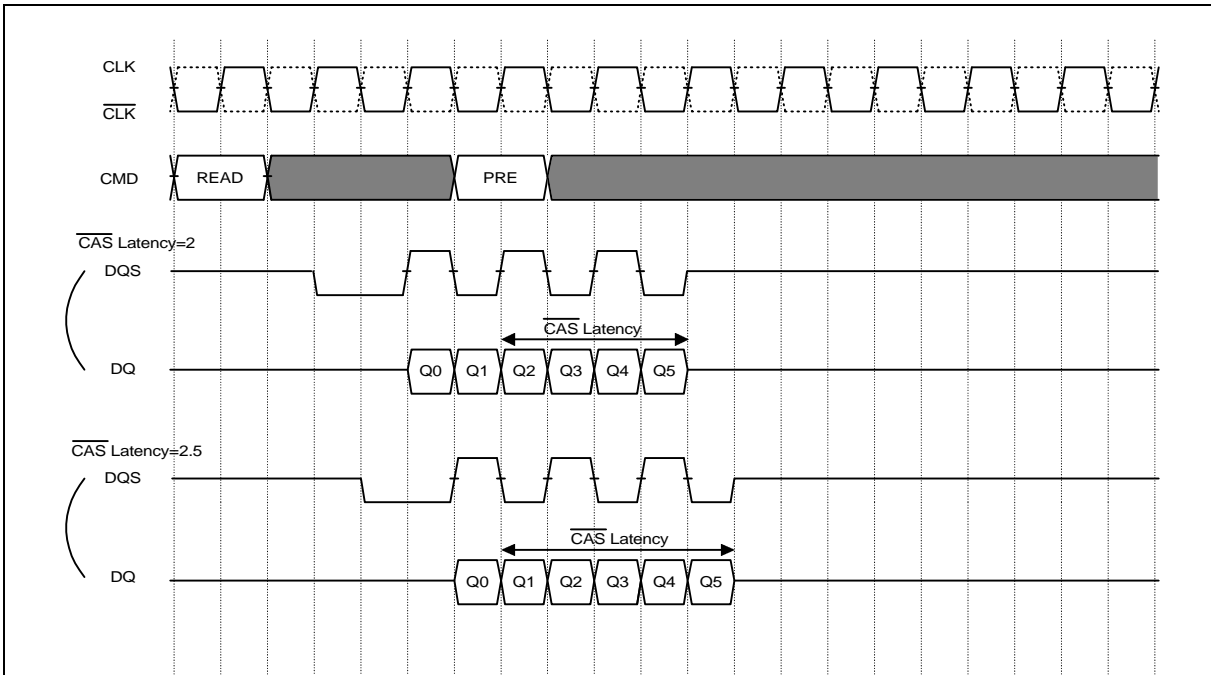 CLK
CLK
CMD READ PRE
CAS Latency=2
DQS
CAS Latency
DQ Q0 Q1 Q2 Q3 Q4 Q5
CAS Latency=2.5
DQS
CAS Latency
DQ Q0 Q1 Q2 Q3 Q4 Q5